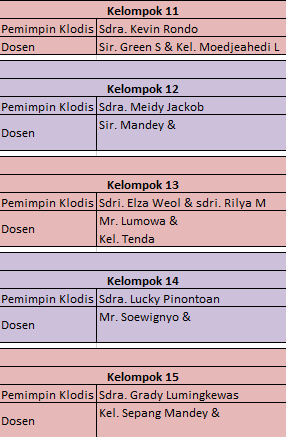 Kelompok 11
Pemimpin Klodis Sdra. Kevin Rondo
Dosen Sir. Green S & Kel. Moedjeahedi L
Kelompok 12
Pemimpin Klodis Sdra. Meidy Jackob
Dosen Sir. Mandey &
Kelompok 13
Pemimpin Klodis Sdri. Elza Weol & sdri. Rilya M
Dosen Mr. Lumowa &
Kel. Tenda
Kelompok 14
Pemimpin Klodis Sdra. Lucky Pinontoan
Dosen Mr. Soewignyo &
Kelompok 15
Pemimpin Klodis Sdra. Grady Lumingkewas
Dosen Kel. Sepang Mandey &